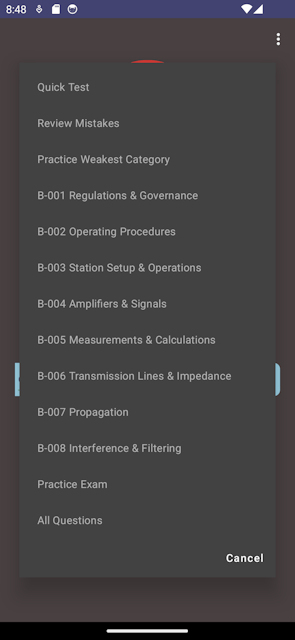 8:48
Quick Test
Review Mistakes
Practice Weakest Category
B-001 Regulations & Governance
B-002 Operating Procedures
B-003 Station Setup & Operations
B-004 Amplifiers & Signals
B-005 Measurements & Calculations
B-006 Transmission Lines & Impedance
B-007 Propagation
B-008 Interference & Filtering
Practice Exam
All Questions
Cancel